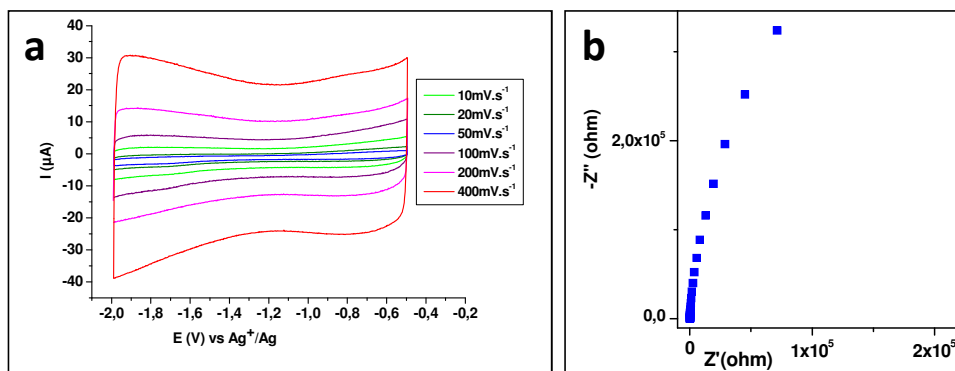 a
40
30
20
10
0
-10
-20
-30
-40
I (µA)
-2,0 -1,8 -1,6 -1,4 -1,2 -1,0 -0,8 -0,6 -0,4 -0,2
E (V) vs Ag⁺/Ag
10mV.s⁻¹
20mV.s⁻¹
50mV.s⁻¹
100mV.s⁻¹
200mV.s⁻¹
400mV.s⁻¹
b
-Z'' (ohm)
2,0x10⁵
0,0
0 1x10⁵ 2x10⁵
Z'(ohm)